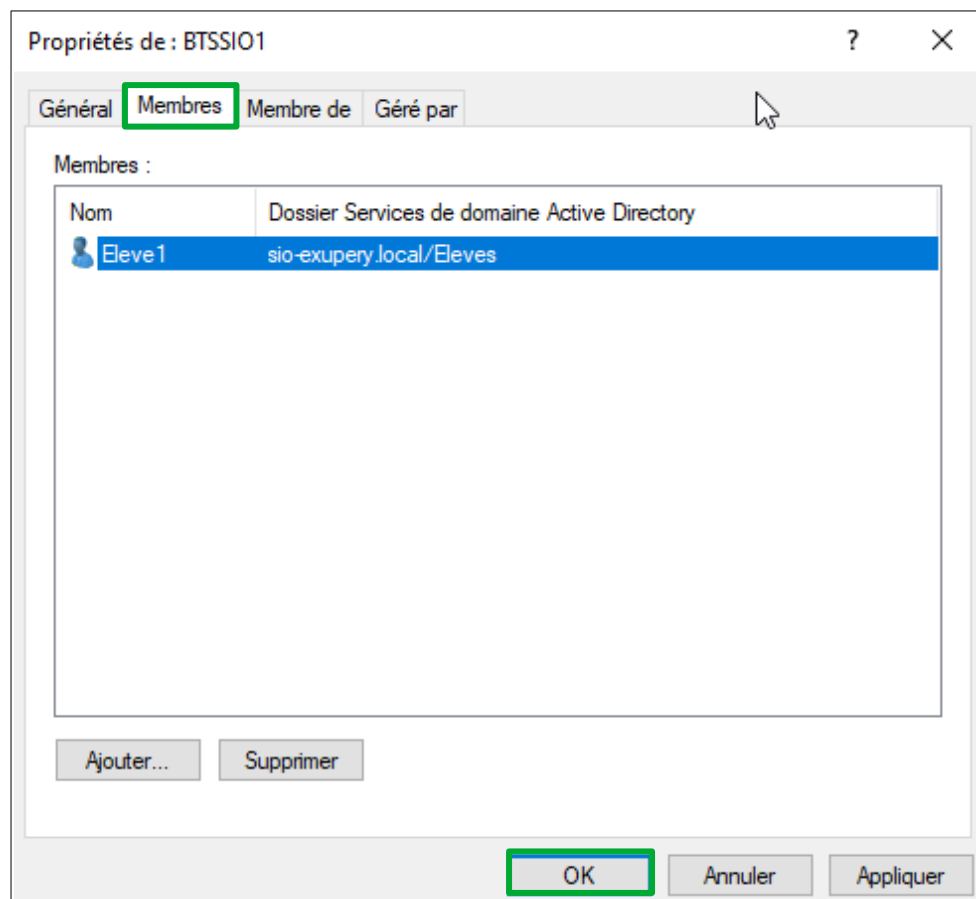 Propriétés de : BTSSIO1 ?
Général Membres Membre de Géré par
Membres :
Nom Dossier Services de domaine Active Directory
Eleve1 sio-exupery.local/Eleves
Ajouter... Supprimer
OK Annuler Appliquer